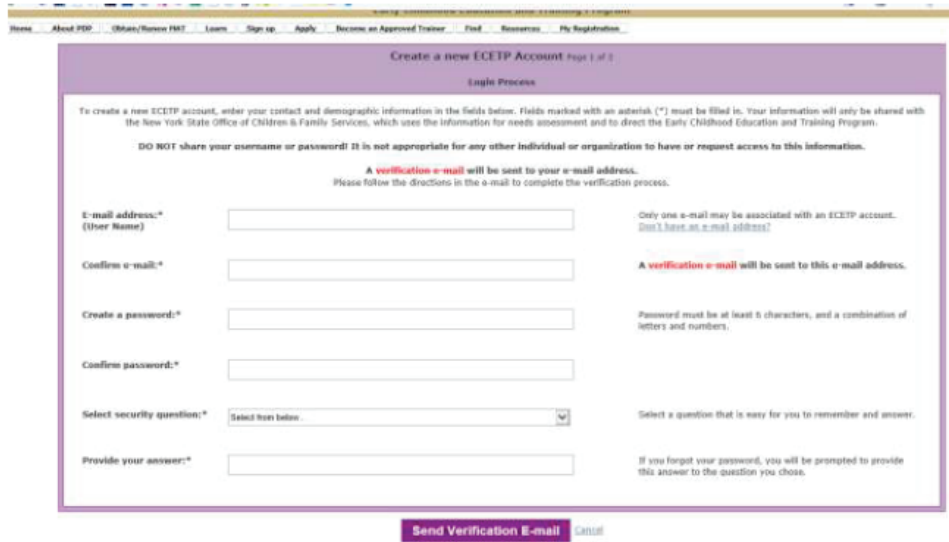 Early Childhood Education and Training Program
Home About PDP Obtain/Renew MAT Learn Sign up Apply Become an Approved Trainer Find Resources My Registration
Create a new ECETP Account Page 1 of 2
Login Process
To create a new ECETP account, enter your contact and demographic information in the fields below. Fields marked with an asterisk (*) must be filled in. Your information will only be shared with
the New York State Office of Children & Family Services, which uses the information for needs assessment and to direct the Early Childhood Education and Training Program.
DO NOT share your username or password! It is not appropriate for any other individual or organization to have or request access to this information.
A verification e-mail will be sent to your e-mail address.
Please follow the directions in the e-mail to complete the verification process.
E-mail address:*
(User Name)
Only one e-mail may be associated with an ECETP account.
Don't have an e-mail address?
Confirm e-mail:*
A verification e-mail will be sent to this e-mail address.
Create a password:*
Password must be at least 6 characters, and a combination of
letters and numbers.
Confirm password:*
Select security question:*
Select from below .
Select a question that is easy for you to remember and answer.
Provide your answer:*
If you forgot your password, you will be prompted to provide
this answer to the question you chose.
Send Verification E-mail Cancel